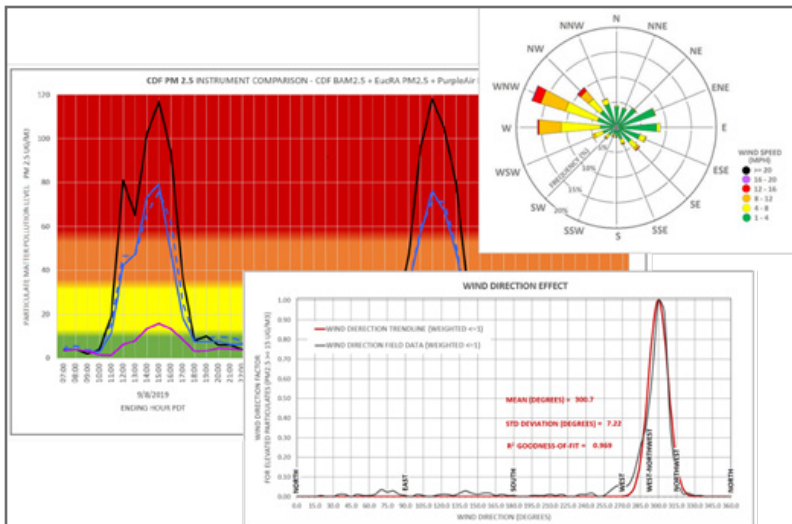 CDF PM 2.5 INSTRUMENT COMPARISON - CDF BAM2.5 + EucRA PM2.5 + PurpleAir
PARTICULATE MATTER POLLUTION LEVEL PM 2.5 UG/M3
120
100
80
60
40
20
0
07:00 08:00 09:00 10:00 11:00 12:00 13:00 14:00 15:00 16:00 17:00 18:00 19:00 20:00 21:00 22:00
9/8/2019
ENDING HOUR PDT
N
NNE
NE
ENE
E
ESE
SE
SSE
S
SSW
SW
WSW
W
WNW
NW
NNW
FREQUENCY (%)
5%
10%
15%
20%
WIND SPEED
(MPH)
>= 20
16 - 20
12 - 16
8 - 12
4 - 8
1 - 4
WIND DIRECTION EFFECT
WIND DIRECTION FACTOR
FOR ELEVATED PARTICULATES (PM2.5 >= 15 UG/M3)
1.00
0.90
0.80
0.70
0.60
0.50
0.40
0.30
0.20
0.10
0.00
WIND DIERECTION TRENDLINE (WEIGHTED <=1)
WIND DIRECTION FIELD DATA (WEIGHTED <=1)
MEAN (DEGREES) = 300.7
STD DEVIATION (DEGREES) = 7.22
R² GOODNESS-OF-FIT = 0.969
NORTH
EAST
SOUTH
WEST
WEST-NORTHWEST
NORTHWEST
NORTH
0.0 15.0 30.0 45.0 60.0 75.0 90.0 105.0 120.0 135.0 150.0 165.0 180.0 195.0 210.0 225.0 240.0 255.0 270.0 285.0 300.0 315.0 330.0 345.0 360.0
WIND DIRECTION (DEGREES)